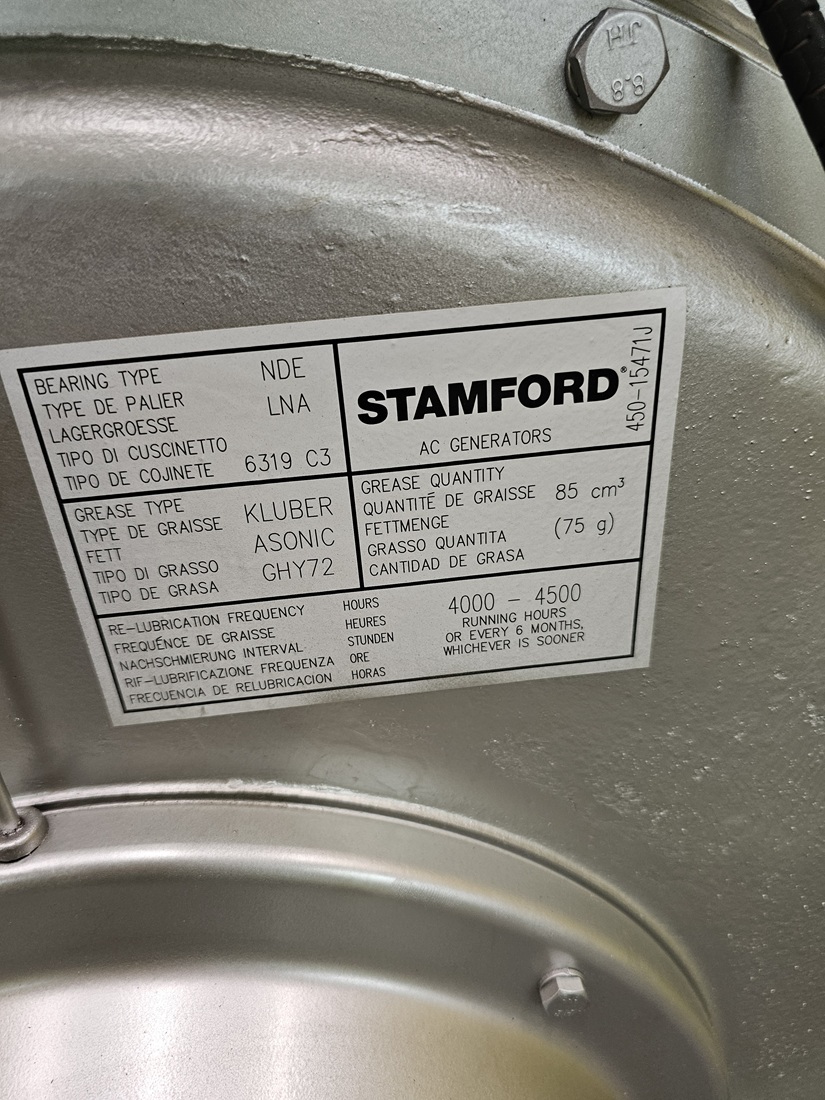 JH
8.8
BEARING TYPE NDE
TYPE DE PALIER LNA
LAGERGROESSE
TIPO DI CUSCINETTO
TIPO DE COJINETE 6319 C3
STAMFORD®
AC GENERATORS
450-15471J
GREASE TYPE KLUBER
TYPE DE GRAISSE ASONIC
FETT
TIPO DI GRASSO GHY72
TIPO DE GRASA
GREASE QUANTITY
QUANTITÉ DE GRAISSE 85 cm³
FETTMENGE
GRASSO QUANTITA (75 g)
CANTIDAD DE GRASA
RE-LUBRICATION FREQUENCY HOURS 4000 - 4500
FREQUÉNCE DE GRAISSE HEURES RUNNING HOURS
NACHSCHMIERUNG INTERVAL STUNDEN OR EVERY 6 MONTHS,
RIF-LUBRIFICAZIONE FREQUENZA ORE WHICHEVER IS SOONER
FRECUENCIA DE RELUBRICACION HORAS